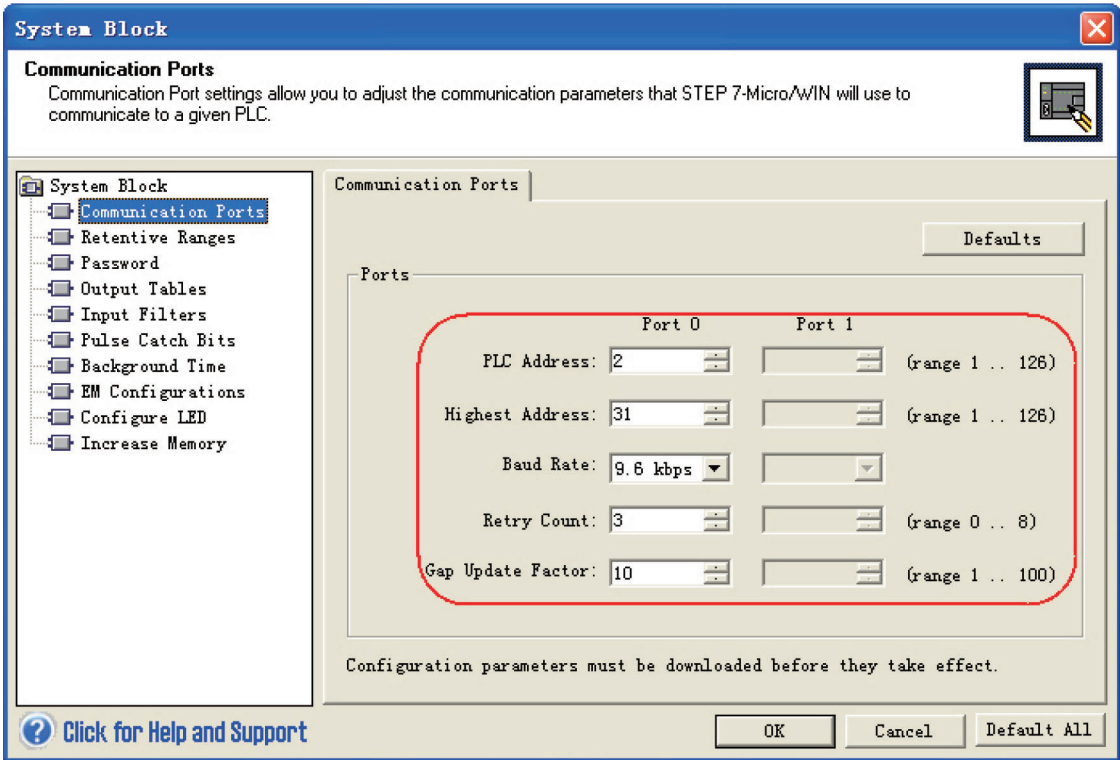 System Block
Communication Ports
Communication Port settings allow you to adjust the communication parameters that STEP 7-Micro/WIN will use to
communicate to a given PLC.
System Block
Communication Ports
Retentive Ranges
Password
Output Tables
Input Filters
Pulse Catch Bits
Background Time
EM Configurations
Configure LED
Increase Memory
Communication Ports
Defaults
Ports
Port 0 Port 1
PLC Address: 2 (range 1 .. 126)
Highest Address: 31 (range 1 .. 126)
Baud Rate: 9.6 kbps
Retry Count: 3 (range 0 .. 8)
Gap Update Factor: 10 (range 1 .. 100)
Configuration parameters must be downloaded before they take effect.
Click for Help and Support
OK Cancel Default All